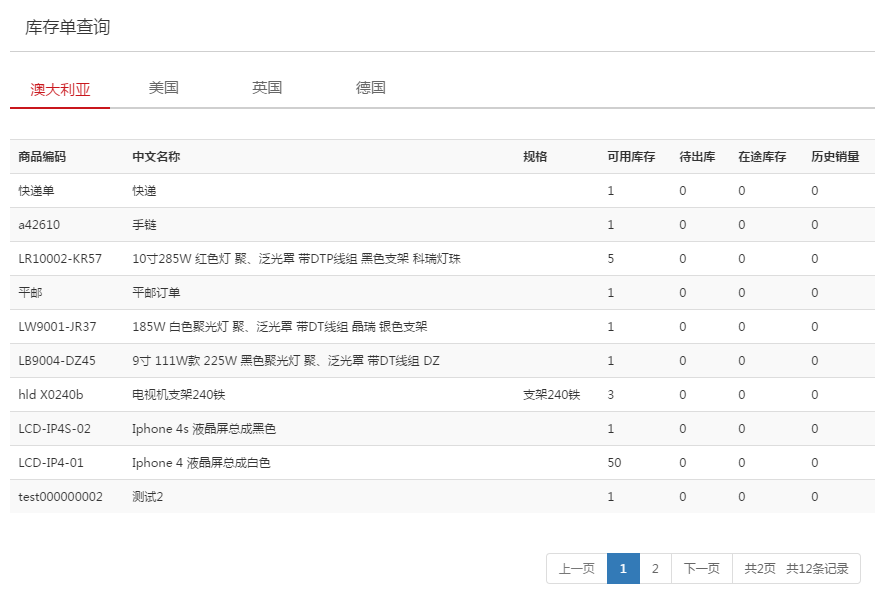 库存单查询
澳大利亚 美国 英国 德国
商品编码 中文名称 规格 可用库存 待出库 在途库存 历史销量
快递单 快递 1 0 0 0
a42610 手链 1 0 0 0
LR10002-KR57 10寸285W 红色灯 聚、泛光罩 带DTP线组 黑色支架 科瑞灯珠 5 0 0 0
平邮 平邮订单 1 0 0 0
LW9001-JR37 185W 白色聚光灯 聚、泛光罩 带DT线组 晶瑞 银色支架 1 0 0 0
LB9004-DZ45 9寸 111W款 225W 黑色聚光灯 聚、泛光罩 带DT线组 DZ 1 0 0 0
hld X0240b 电视机支架240铁 支架240铁 3 0 0 0
LCD-IP4S-02 Iphone 4s 液晶屏总成黑色 1 0 0 0
LCD-IP4-01 Iphone 4 液晶屏总成白色 50 0 0 0
test000000002 测试2 1 0 0 0
上一页 1 2 下一页 共2页 共12条记录